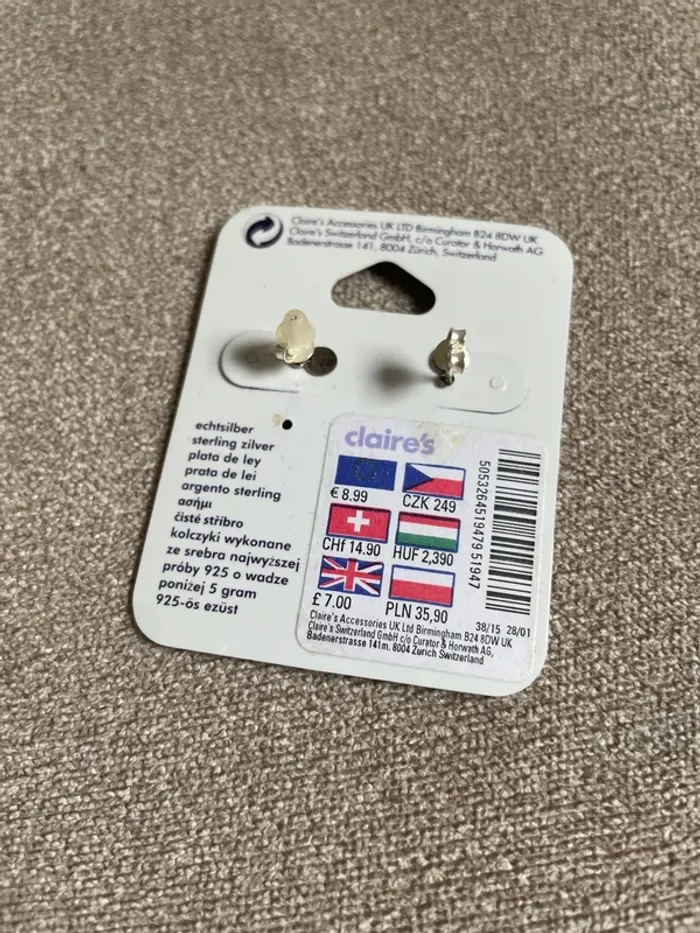 Claire's Accessories UK LTD Birmingham B24 8DW UK
Claire's Switzerland GmbH, c/o Curator & Horwath AG
Badenerstrasse 141, 8004 Zürich, Switzerland
echtsilber
sterling zilver
plata de ley
prata de lei
argento sterling
ασήμι
čisté stříbro
kolczyki wykonane
ze srebra najwyższej
próby 925 o wadze
poniżej 5 gram
925-ös ezüst
claire's
€ 8.99
CZK 249
CHf 14.90
HUF 2,390
£ 7.00
PLN 35,90
5053264519479 51947
38/15 28/01
Claire's Accessories UK Ltd Birmingham B24 8DW UK
Claire's Switzerland GmbH c/o Curator & Horwath AG,
Badenerstrasse 141m. 8004 Zurich Switzerland